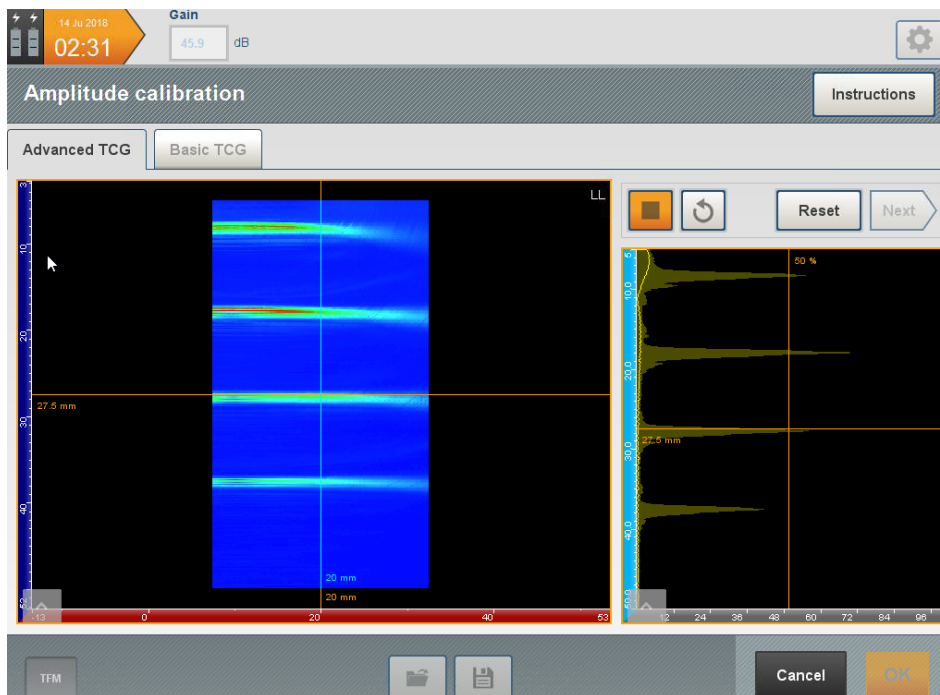 14 Ju 2018
02:31
Gain
45.9 dB
Amplitude calibration
Instructions
Advanced TCG
Basic TCG
LL
Reset
Next
3
10
20
30
40
52
27.5 mm
20 mm
20 mm
-13 0 20 40 53
50 %
5
10,0
20,0
30,0
40,0
50,0
27.5 mm
12 24 36 48 60 72 84 96
TFM
Cancel
OK